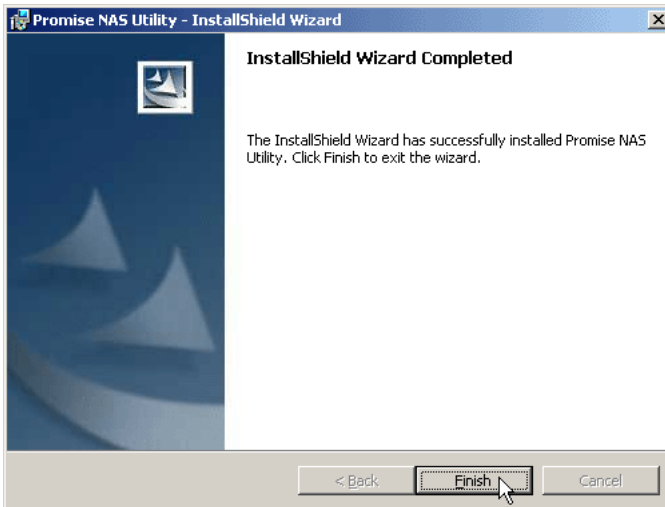 Promise NAS Utility - InstallShield Wizard
InstallShield Wizard Completed
The InstallShield Wizard has successfully installed Promise NAS
Utility. Click Finish to exit the wizard.
< Back Finish Cancel